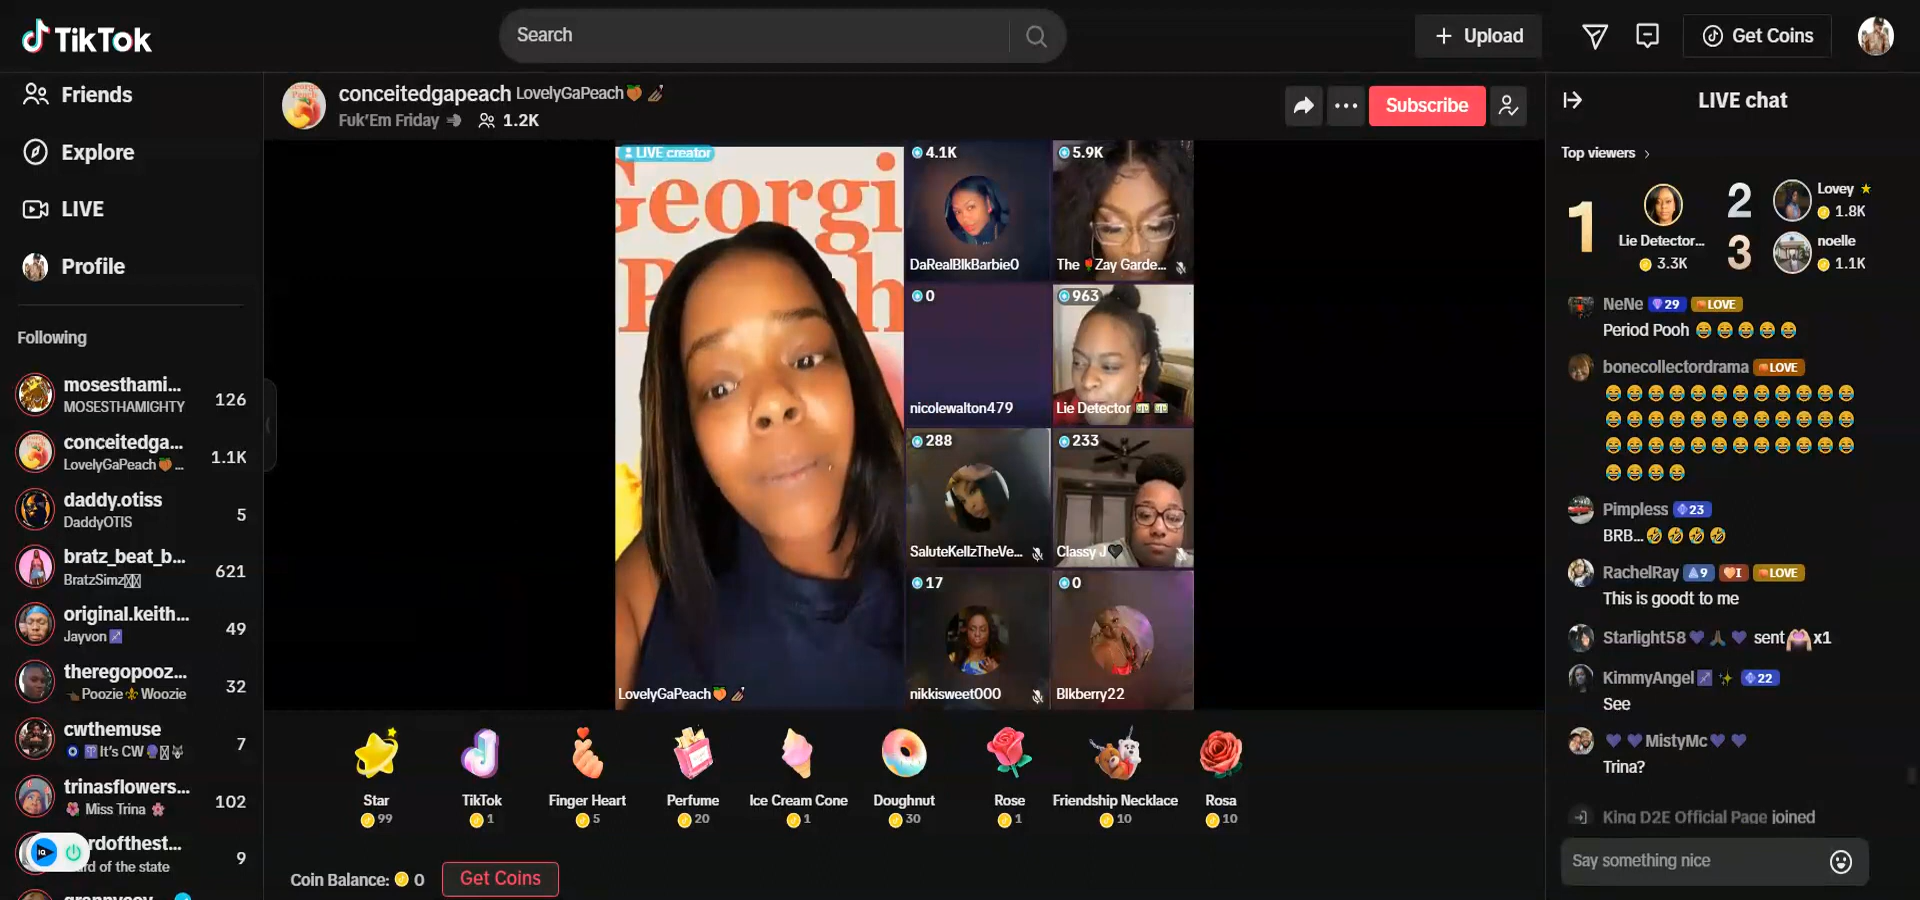 TikTok
Search
Upload
Get Coins
Friends
Explore
LIVE
Profile
Following
mosesthami...
MOSESTHAMIGHTY
126
conceitedga...
LovelyGaPeach🍑...
1.1K
daddy.otiss
DaddyOTIS
5
bratz_beat_b...
BratzSimz
621
original.keith...
Jayvon♐
49
theregopooz...
Poozie⚜Woozie
32
cwthemuse
It's CW
7
trinasflowers...
🌸 Miss Trina 🌸
102
rdofthest...
rd of the state
9
conceitedgapeach LovelyGaPeach🍑💅🏾
Fuk'Em Friday 1.2K
Subscribe
LIVE creator
Georgi
LovelyGaPeach🍑💅🏾
4.1K
DaRealBlkBarbie0
5.9K
The 🌹Zay Garde...
0
nicolewalton479
963
Lie Detector
288
SaluteKellzTheVe...
233
Classy J🖤
17
nikkisweet000
0
Blkberry22
Star
99
TikTok
1
Finger Heart
5
Perfume
20
Ice Cream Cone
1
Doughnut
30
Rose
1
Friendship Necklace
10
Rosa
10
Coin Balance: 0
Get Coins
LIVE chat
Top viewers
1
Lie Detector...
3.3K
2
Lovey
1.8K
3
noelle
1.1K
NeNe 29 LOVE
Period Pooh 😂😂😂😂😂
bonecollectordrama LOVE
😂😂😂😂😂😂😂😂😂😂😂😂
😂😂😂😂😂😂😂😂😂😂😂😂
😂😂😂😂😂😂😂😂😂😂😂😂
😂😂😂😂
Pimpless 23
BRB...🤣🤣🤣🤣
RachelRay 9 I LOVE
This is goodt to me
Starlight58💜🙏🏾💜 sent x1
KimmyAngel♐✨ 22
See
💜💜MistyMc💜💜
Trina?
King D2E Official Page joined
Say something nice